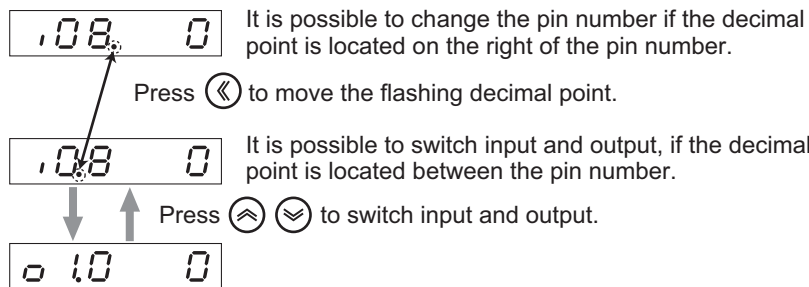 ı08. 0
It is possible to change the pin number if the decimal
point is located on the right of the pin number.
Press to move the flashing decimal point.
ı0.8 0
It is possible to switch input and output, if the decimal
point is located between the pin number.
Press to switch input and output.
o 1.0 0